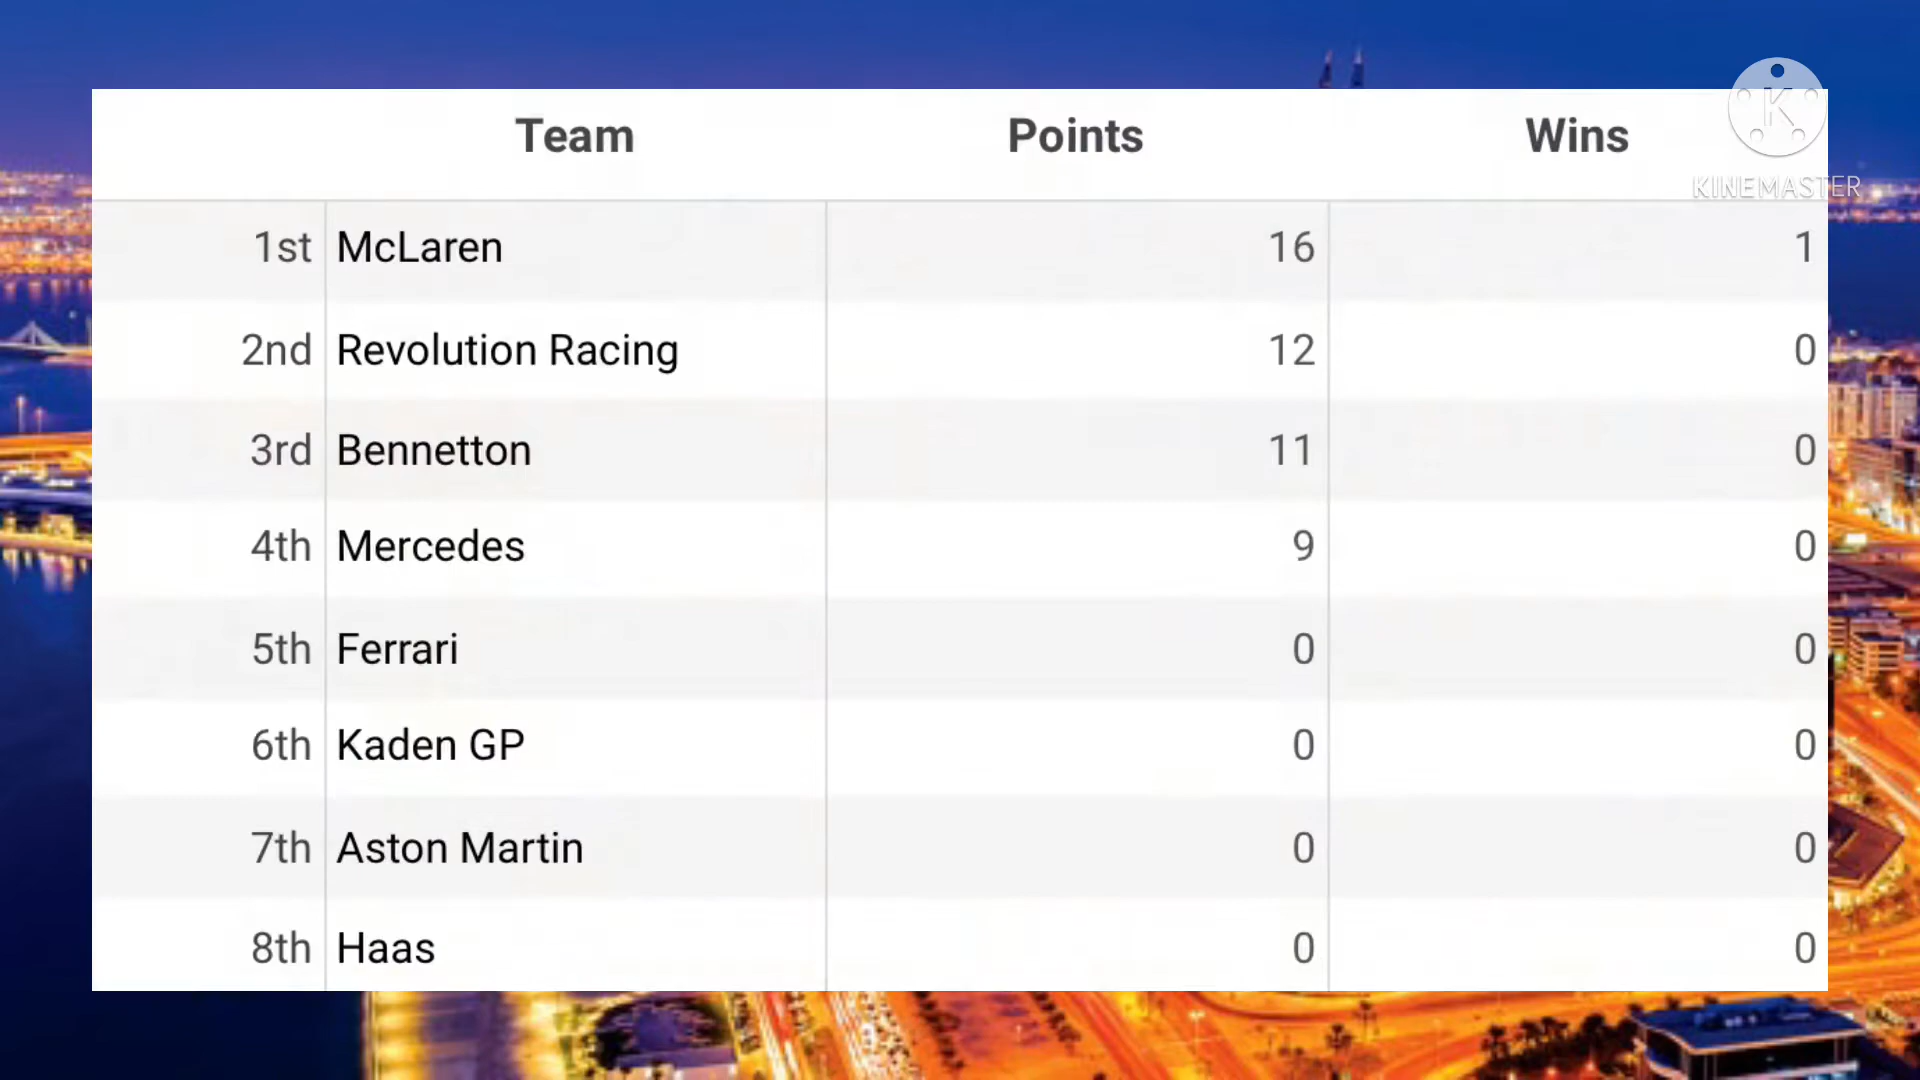 Team Points Wins
K
KINEMASTER
1st McLaren 16 1
2nd Revolution Racing 12 0
3rd Bennetton 11 0
4th Mercedes 9 0
5th Ferrari 0 0
6th Kaden GP 0 0
7th Aston Martin 0 0
8th Haas 0 0